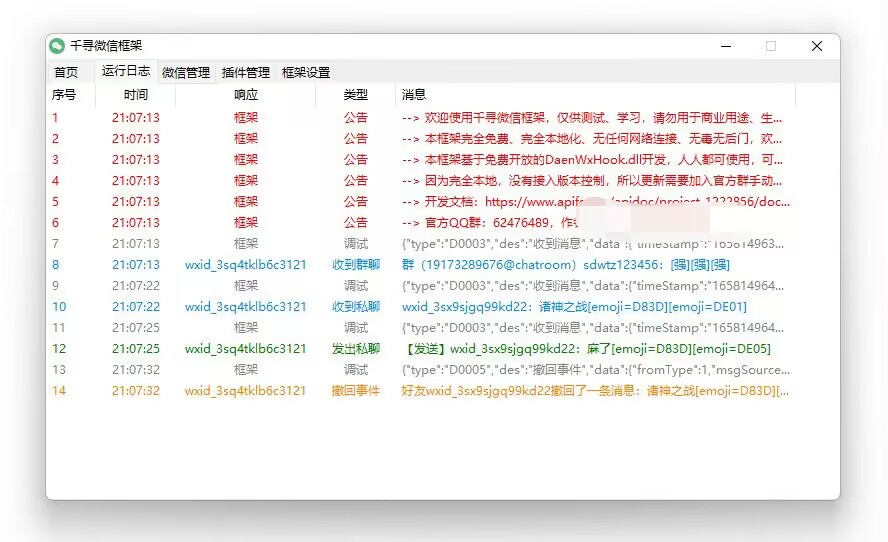 千寻微信框架
首页 运行日志 微信管理 插件管理 框架设置
序号 时间 响应 类型 消息
1 21:07:13 框架 公告 --> 欢迎使用千寻微信框架，仅供测试、学习，请勿用于商业用途、生...
2 21:07:13 框架 公告 --> 本框架完全免费、完全本地化、无任何网络连接、无毒无后门，欢...
3 21:07:13 框架 公告 --> 本框架基于免费开放的DaenWxHook.dll开发，人人都可使用，可...
4 21:07:13 框架 公告 --> 因为完全本地，没有接入版本控制，所以更新需要加入官方群手动...
5 21:07:13 框架 公告 --> 开发文档：https://www.apifo /apidoc/project-1222856/doc...
6 21:07:13 框架 公告 --> 官方QQ群：62476489，作
7 21:07:13 框架 调试 {"type":"D0003","des":"收到消息","data":{"timeStamp":"165814963...
8 21:07:13 wxid_3sq4tklb6c3121 收到群聊 群（19173289676@chatroom）sdwtz123456：[强][强][强]
9 21:07:22 框架 调试 {"type":"D0003","des":"收到消息","data":{"timeStamp":"165814964...
10 21:07:22 wxid_3sq4tklb6c3121 收到私聊 wxid_3sx9sjgq99kd22：诸神之战[emoji=D83D][emoji=DE01]
11 21:07:25 框架 调试 {"type":"D0003","des":"收到消息","data":{"timeStamp":"165814964...
12 21:07:25 wxid_3sq4tklb6c3121 发出私聊 【发送】wxid_3sx9sjgq99kd22：麻了[emoji=D83D][emoji=DE05]
13 21:07:32 框架 调试 {"type":"D0005","des":"撤回事件","data":{"fromType":1,"msgSource...
14 21:07:32 wxid_3sq4tklb6c3121 撤回事件 好友wxid_3sx9sjgq99kd22撤回了一条消息：诸神之战[emoji=D83D][...